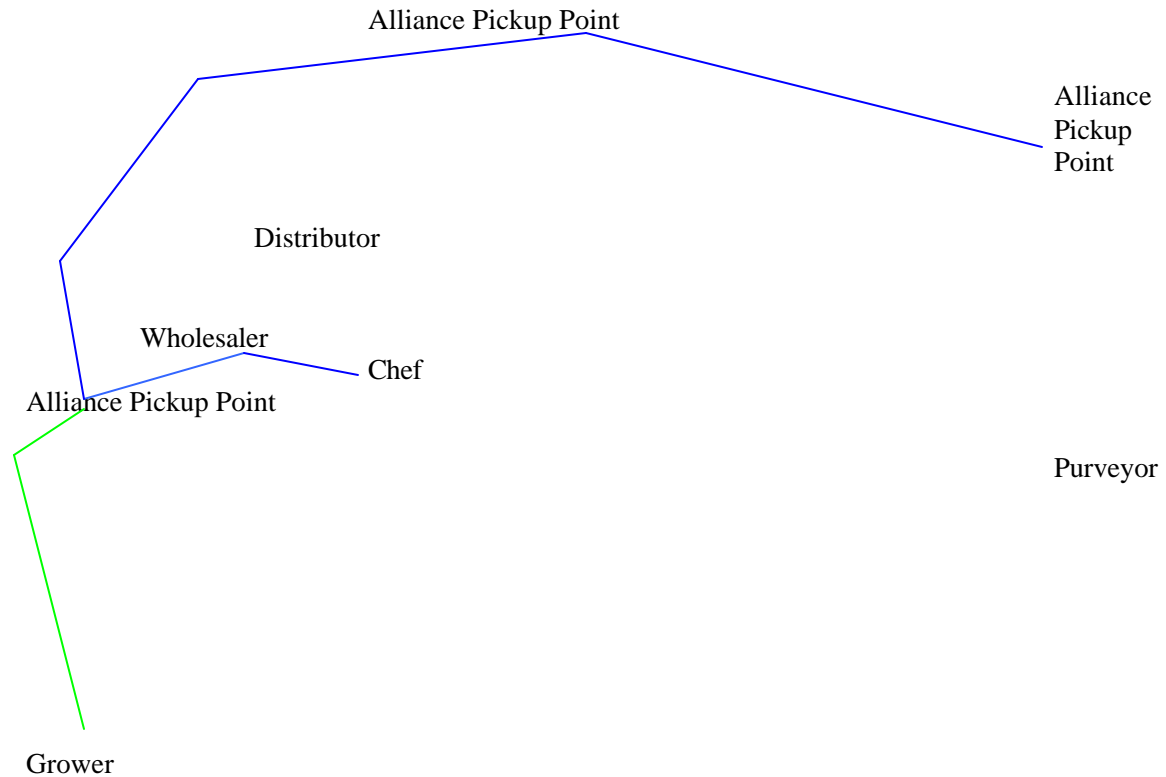 Alliance Pickup Point
Alliance
Pickup
Point
Distributor
Wholesaler
Chef
Alliance Pickup Point
Purveyor
Grower